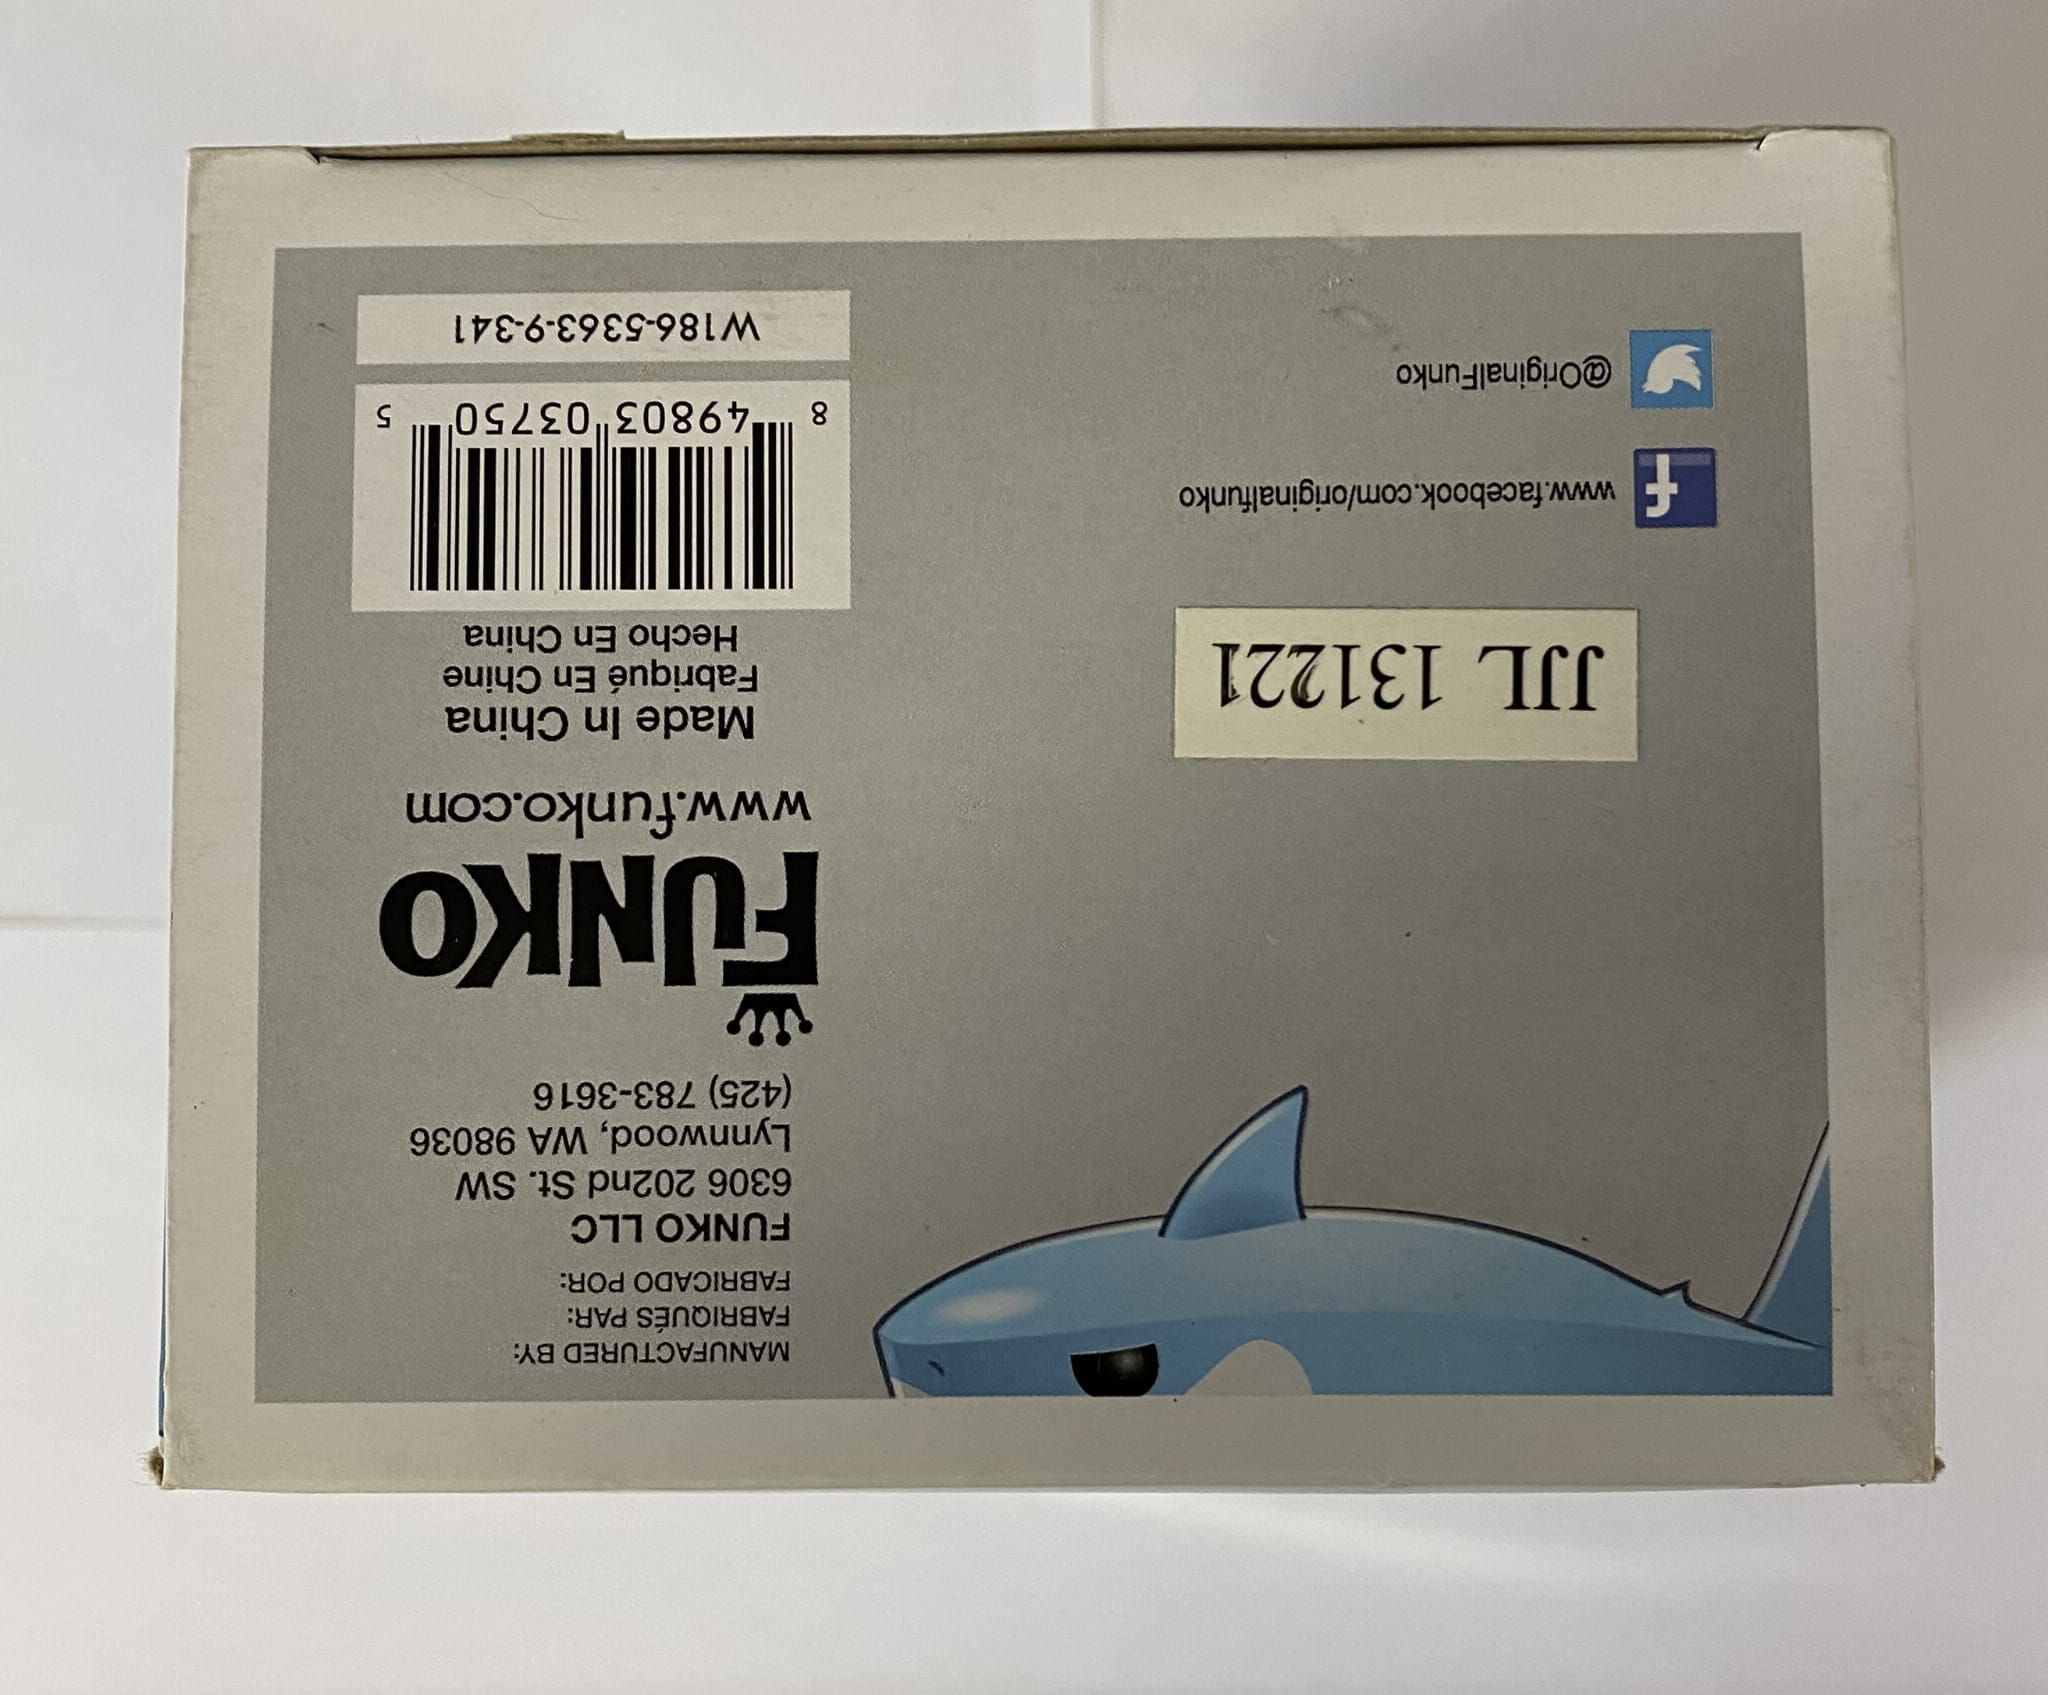 MANUFACTURED BY:
FABRIQUÉS PAR:
FABRICADO POR:
FUNKO LLC
6306 202nd St. SW
Lynnwood, WA 98036
(425) 783-3616
FUNKO
www.funko.com
Made In China
Fabriqué En Chine
Hecho En China
8 49803 03750 5
W186-5363-9-341
JJL 131221
f
www.facebook.com/originalfunko
@OriginalFunko